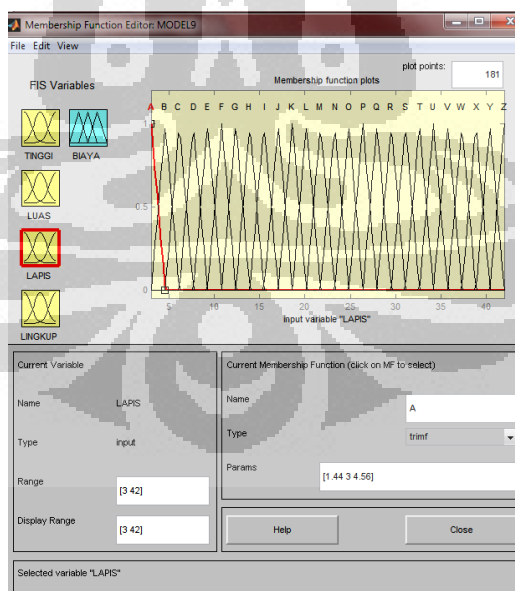 Membership Function Editor: MODEL9
File Edit View
FIS Variables
plot points:
181
Membership function plots
TINGGI
BIAYA
LUAS
LAPIS
LINGKUP
A B C D E F G H I J K L M N O P Q R S T U V W X Y Z
1
0.5
0
5 10 15 20 25 30 35 40
input variable "LAPIS"
Current Variable
Name LAPIS
Type input
Range [3 42]
Display Range [3 42]
Current Membership Function (click on MF to select)
Name A
Type trimf
Params [1.44 3 4.56]
Help
Close
Selected variable "LAPIS"